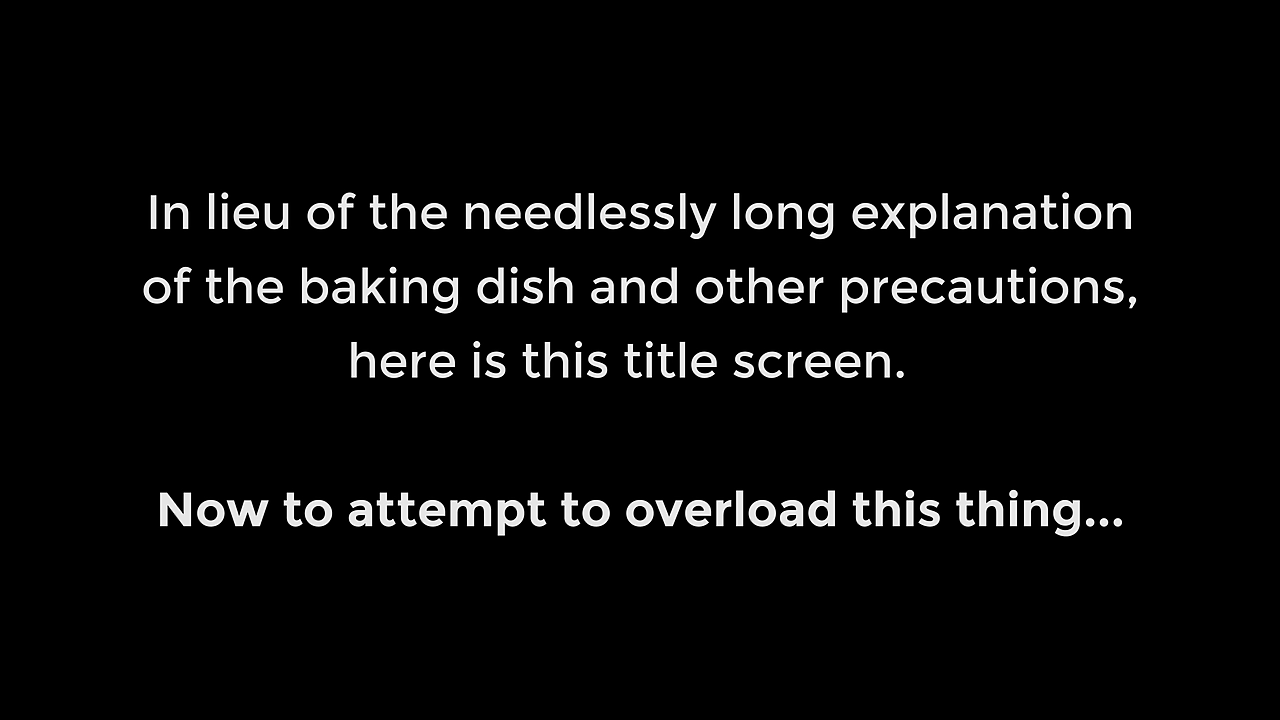 In lieu of the needlessly long explanation
of the baking dish and other precautions,
here is this title screen.
Now to attempt to overload this thing...